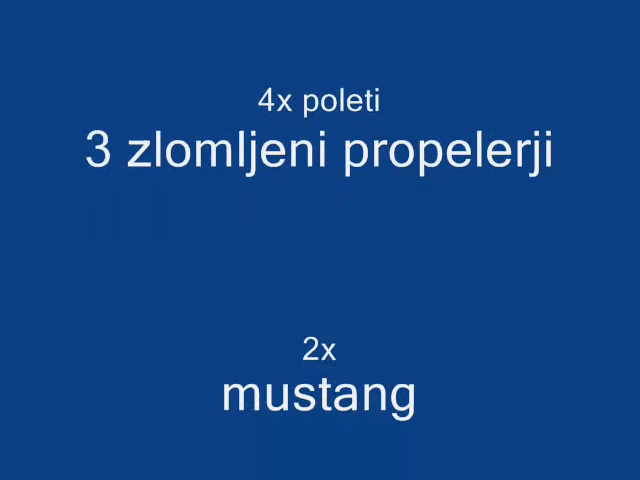 4x poleti
3 zlomljeni propelerji
2x
mustang